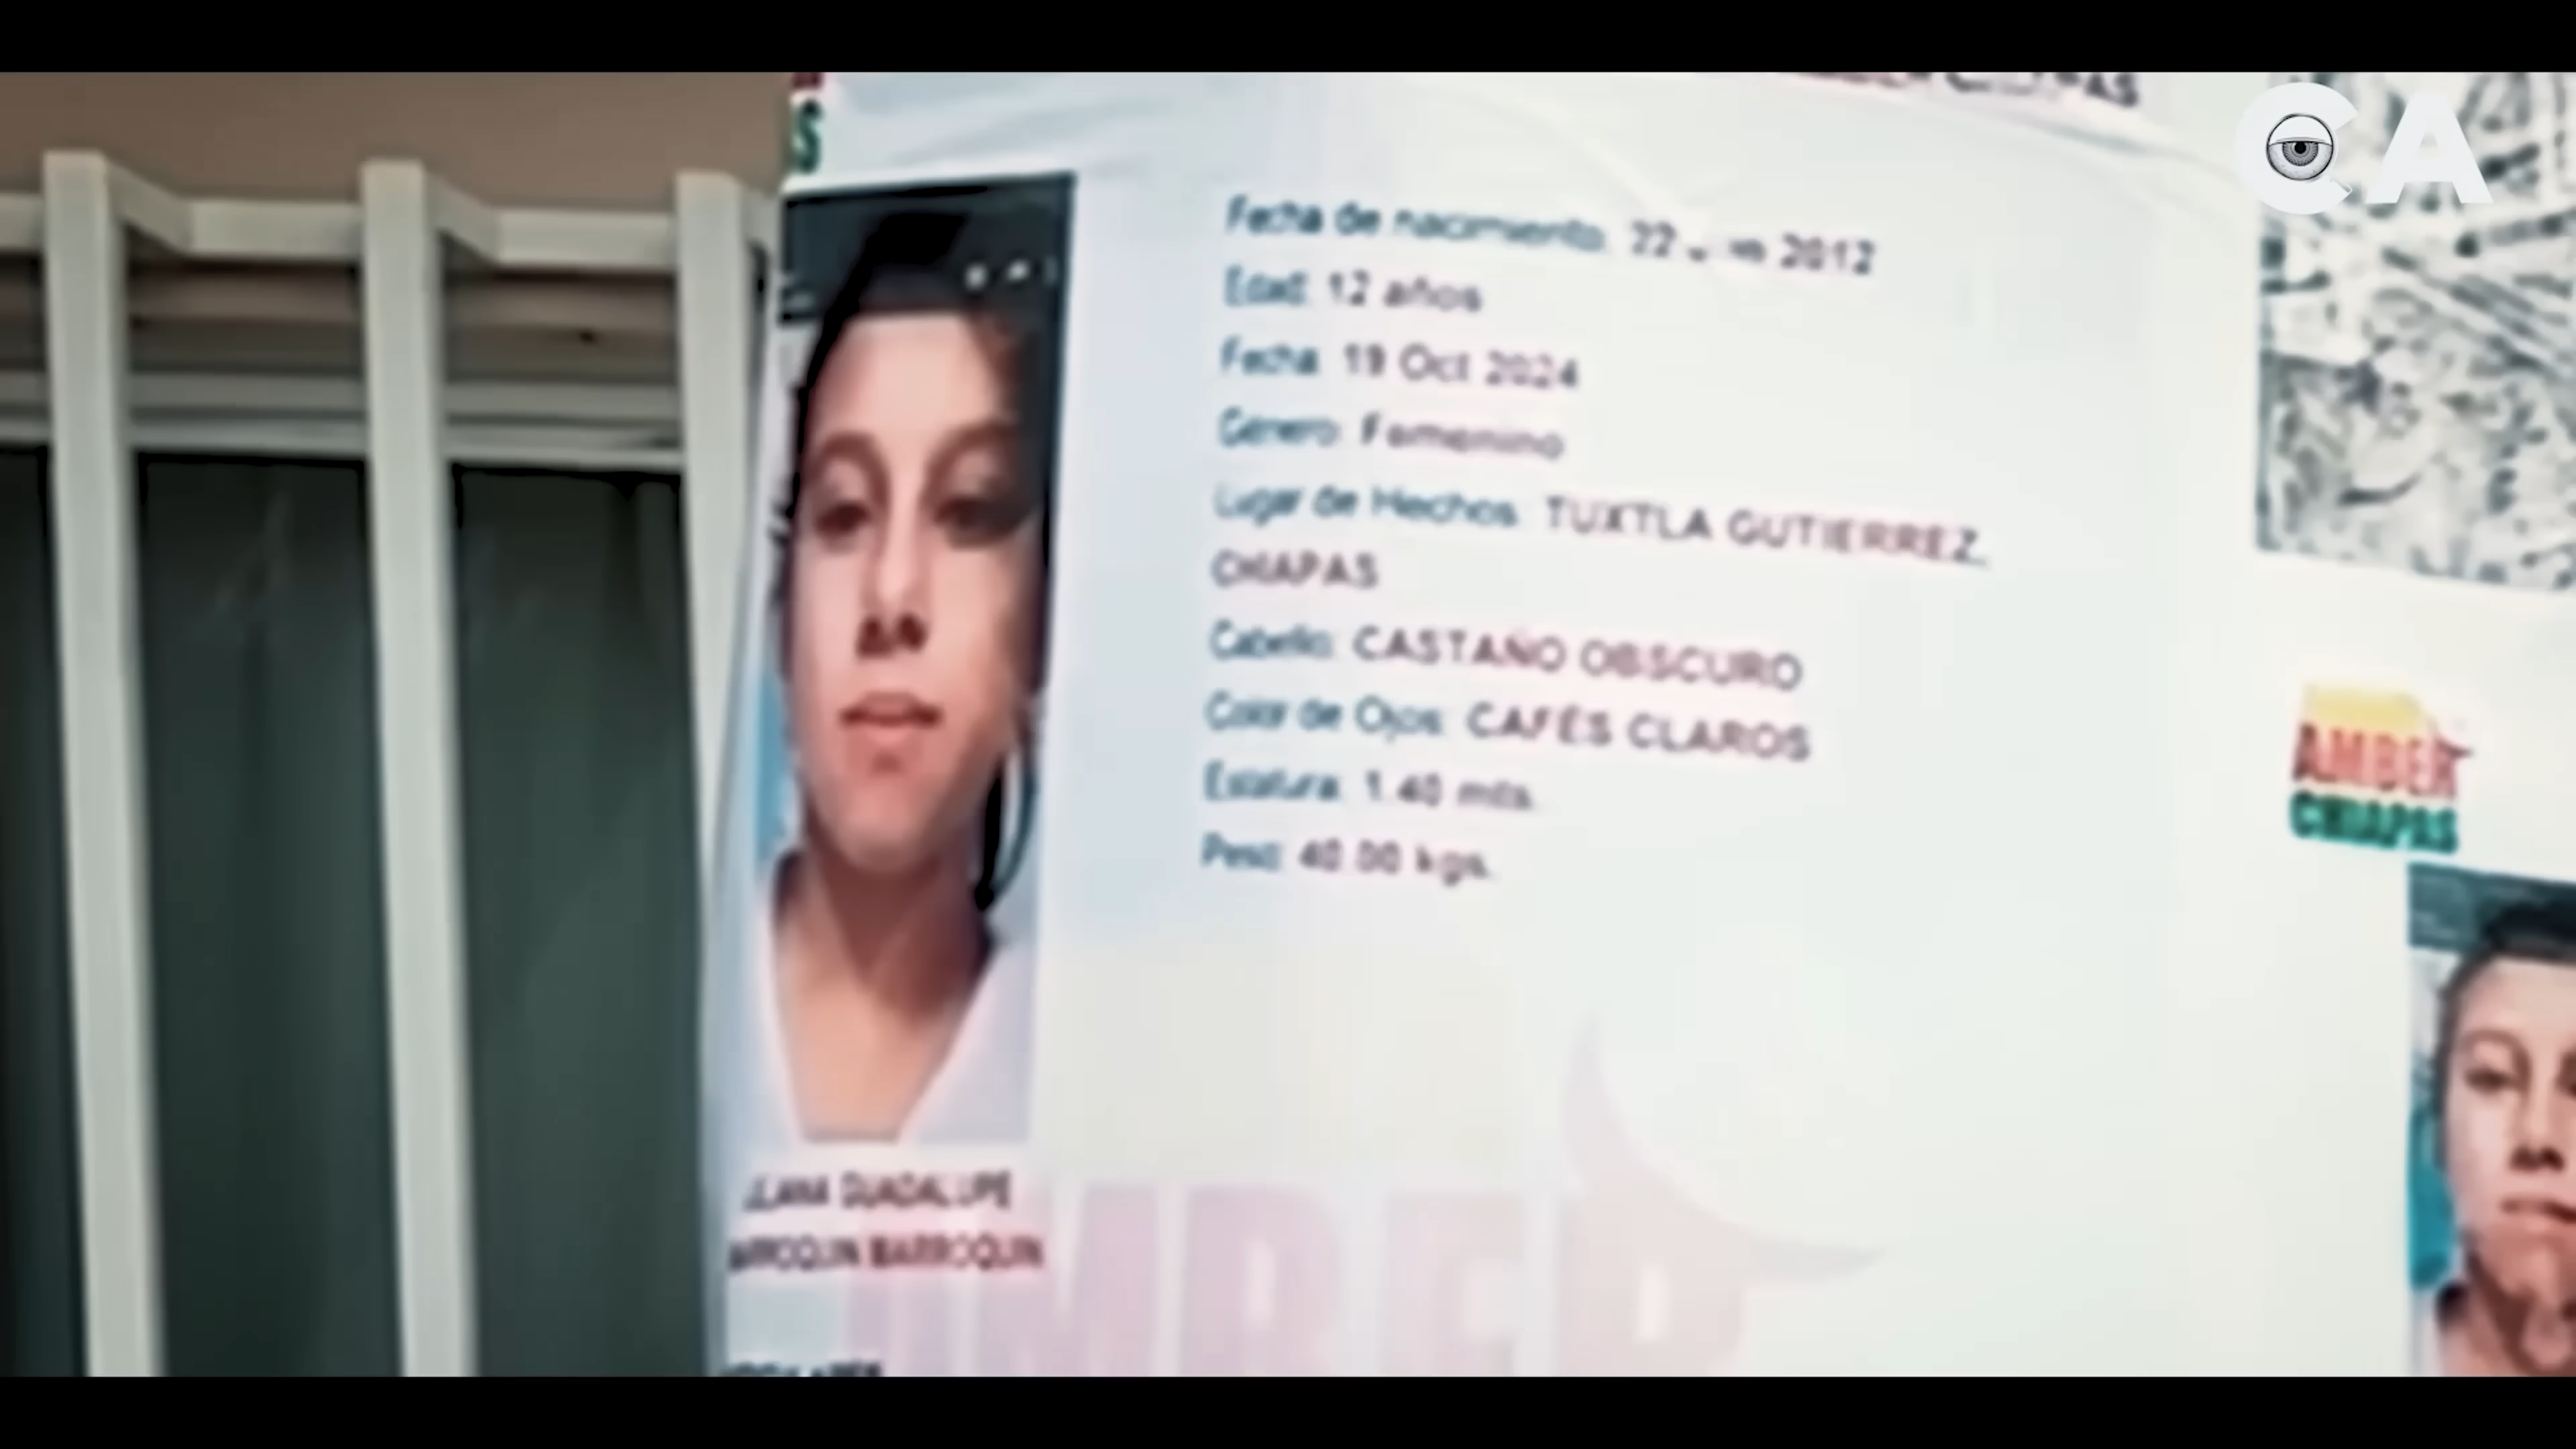 CA
S
Fecha de nacimiento: 22 2012
Edad: 12 años
Fecha: 19 Oct 2024
Género: Femenino
Lugar de Hechos: TUXTLA GUTIERREZ,
CHIAPAS
Cabello: CASTAÑO OBSCURO
Color de Ojos: CAFÉS CLAROS
Estatura: 1.40 mts.
Peso: 40.00 kgs.
GUADALUPE
BARROQUIN
AMBER
CHIAPAS